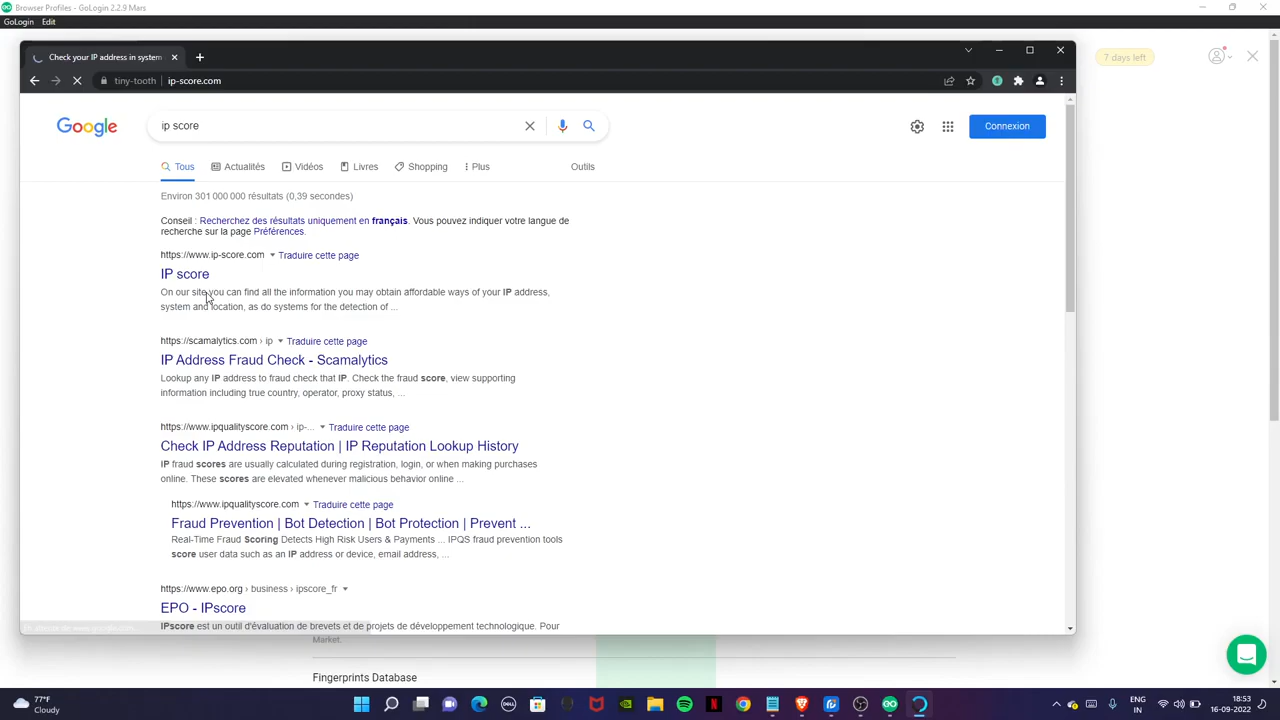 Browser Profiles - GoLogin 2.2.9 Mars
GoLogin Edit
Check your IP address in system
7 days left
tiny-tooth ip-score.com
Google
ip score
Connexion
Tous Actualités Vidéos Livres Shopping Plus Outils
Environ 301 000 000 résultats (0,39 secondes)
Conseil : Recherchez des résultats uniquement en français. Vous pouvez indiquer votre langue de
recherche sur la page Préférences.
https://www.ip-score.com Traduire cette page
IP score
On our site you can find all the information you may obtain affordable ways of your IP address,
system and location, as do systems for the detection of ...
https://scamalytics.com › ip Traduire cette page
IP Address Fraud Check - Scamalytics
Lookup any IP address to fraud check that IP. Check the fraud score, view supporting
information including true country, operator, proxy status, ...
https://www.ipqualityscore.com › ip-... Traduire cette page
Check IP Address Reputation | IP Reputation Lookup History
IP fraud scores are usually calculated during registration, login, or when making purchases
online. These scores are elevated whenever malicious behavior online ...
https://www.ipqualityscore.com Traduire cette page
Fraud Prevention | Bot Detection | Bot Protection | Prevent ...
Real-Time Fraud Scoring Detects High Risk Users & Payments ... IPQS fraud prevention tools
score user data such as an IP address or device, email address, ...
https://www.epo.org › business › ipscore_fr
EPO - IPscore
IPscore est un outil d'évaluation de brevets et de projets de développement technologique. Pour
Market.
Fingerprints Database
77°F
Cloudy
DELL
ENG
IN
18:53
16-09-2022